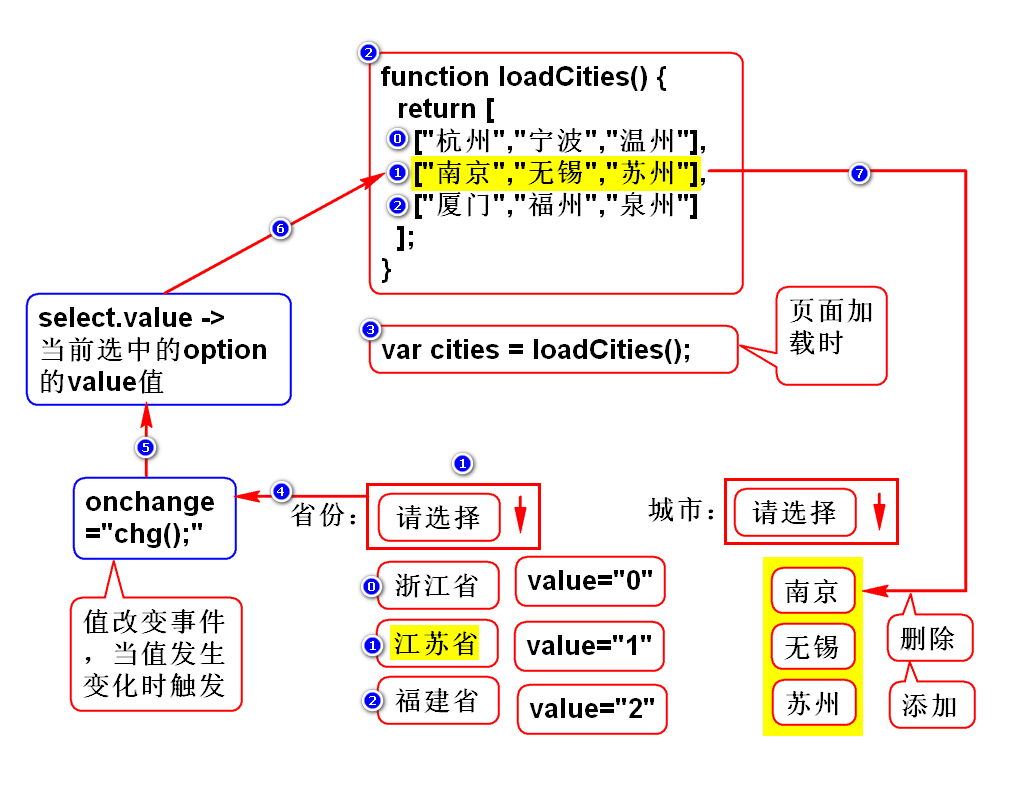 2
function loadCities() {
return [
0 ["杭州","宁波","温州"],
1 ["南京","无锡","苏州"],
2 ["厦门","福州","泉州"]
];
}
7
6
select.value ->
当前选中的option
的value值
3
var cities = loadCities();
页面加
载时
5
1
4
onchange
="chg();"
省份：
请选择
城市：
请选择
0 浙江省 value="0"
1 江苏省 value="1"
2 福建省 value="2"
值改变事件
，当值发生
变化时触发
南京
无锡
苏州
删除
添加